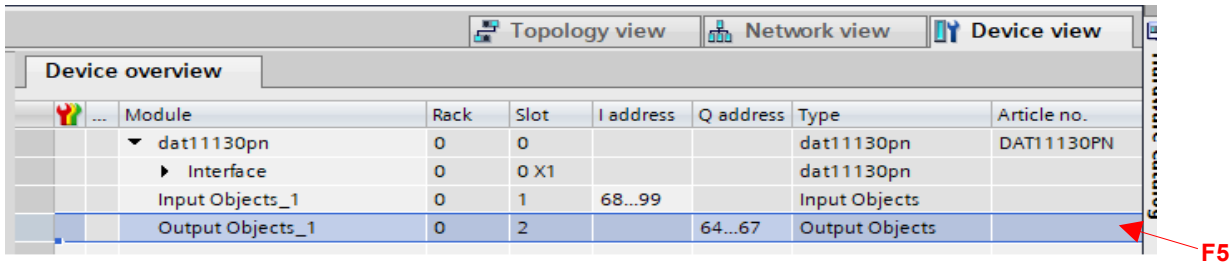 Topology view Network view Device view
Device overview
... Module Rack Slot I address Q address Type Article no.
dat11130pn 0 0 dat11130pn DAT11130PN
Interface 0 0 X1 dat11130pn
Input Objects_1 0 1 68...99 Input Objects
Output Objects_1 0 2 64...67 Output Objects
F5
Hardware catalog